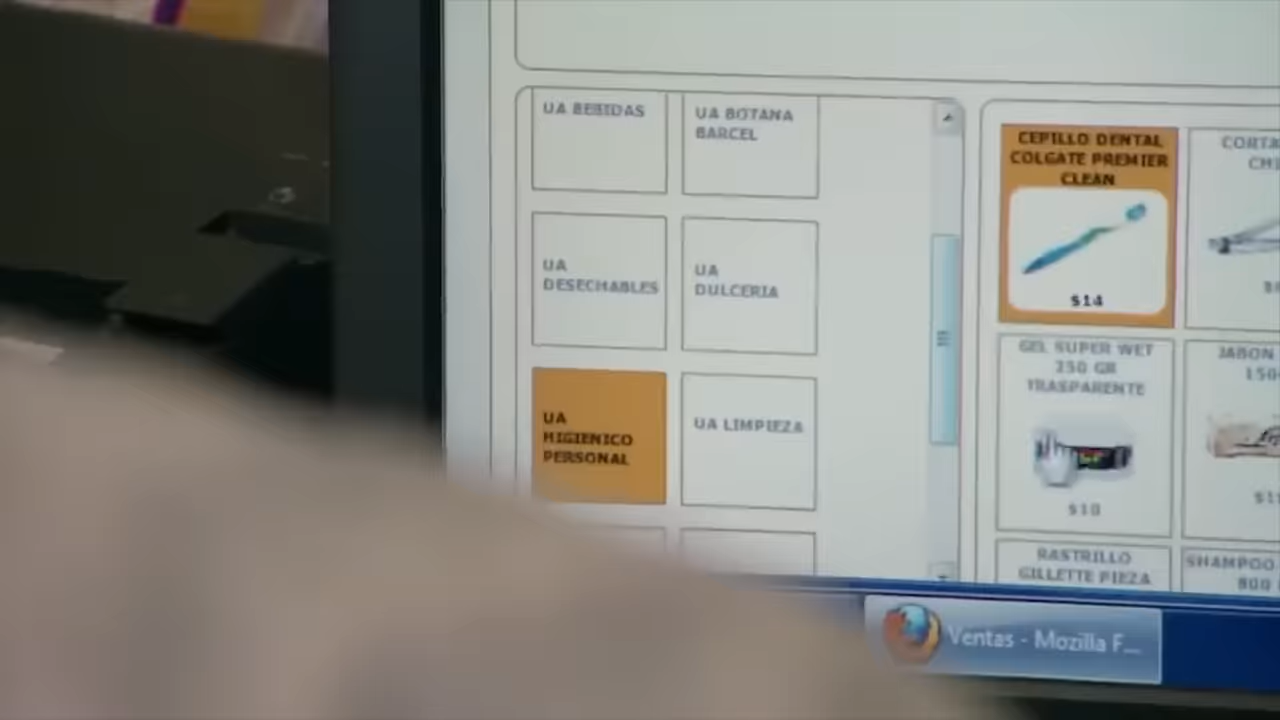 UA BEBIDAS
UA BOTANA
BARCEL
UA
DESECHABLES
UA
DULCERIA
UA
HIGIENICO
PERSONAL
UA LIMPIEZA
CEPILLO DENTAL
COLGATE PREMIER
CLEAN
$14
GEL SUPER WET
250 GR
TRASPARENTE
$10
JABON
RASTRILLO
GILLETTE PIEZA
SHAMPOO
800
Ventas - Mozilla F...